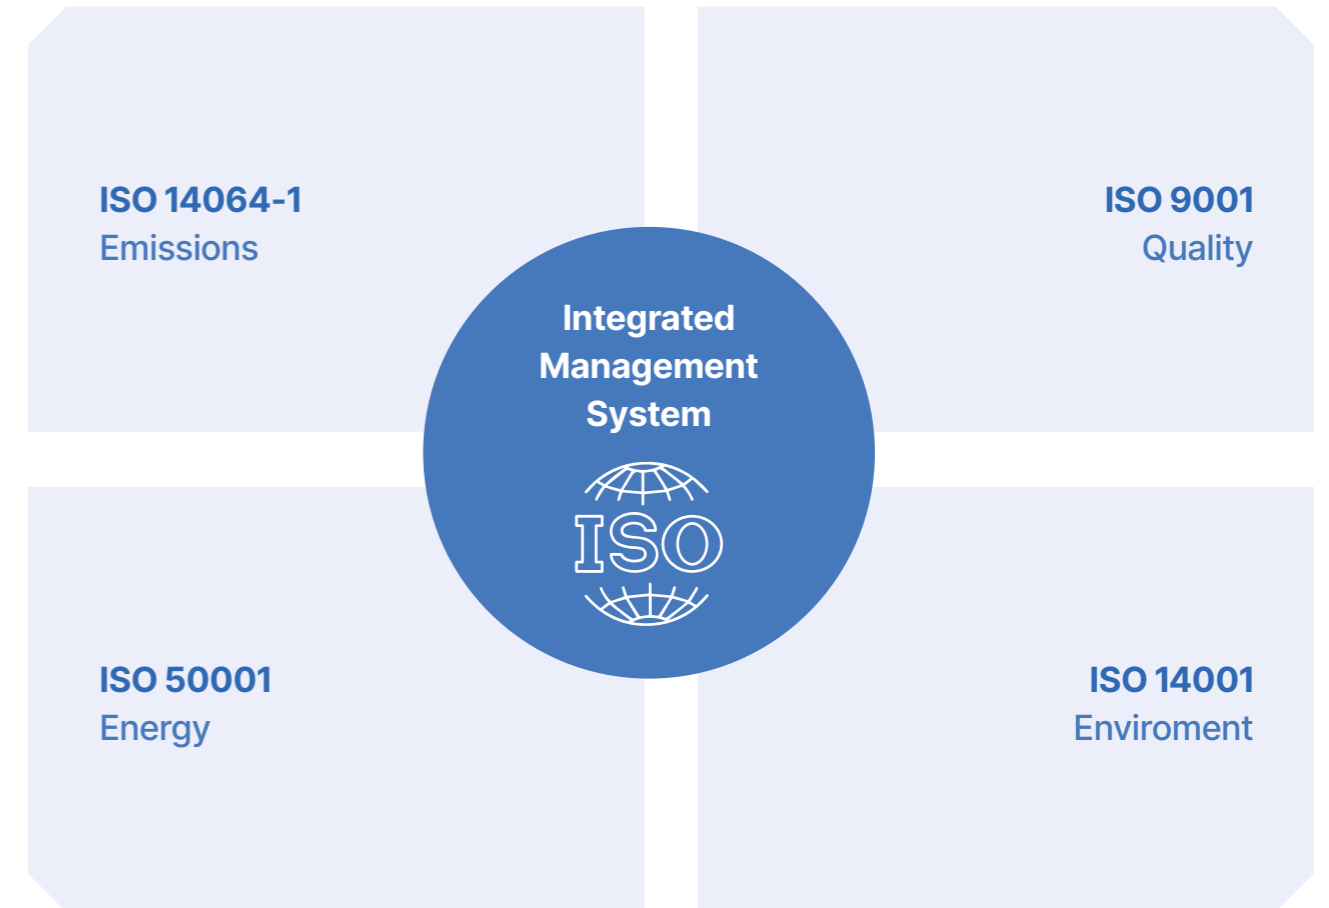 ISO 14064-1
Emissions
ISO 9001
Quality
Integrated
Management
System
ISO
ISO 50001
Energy
ISO 14001
Enviroment